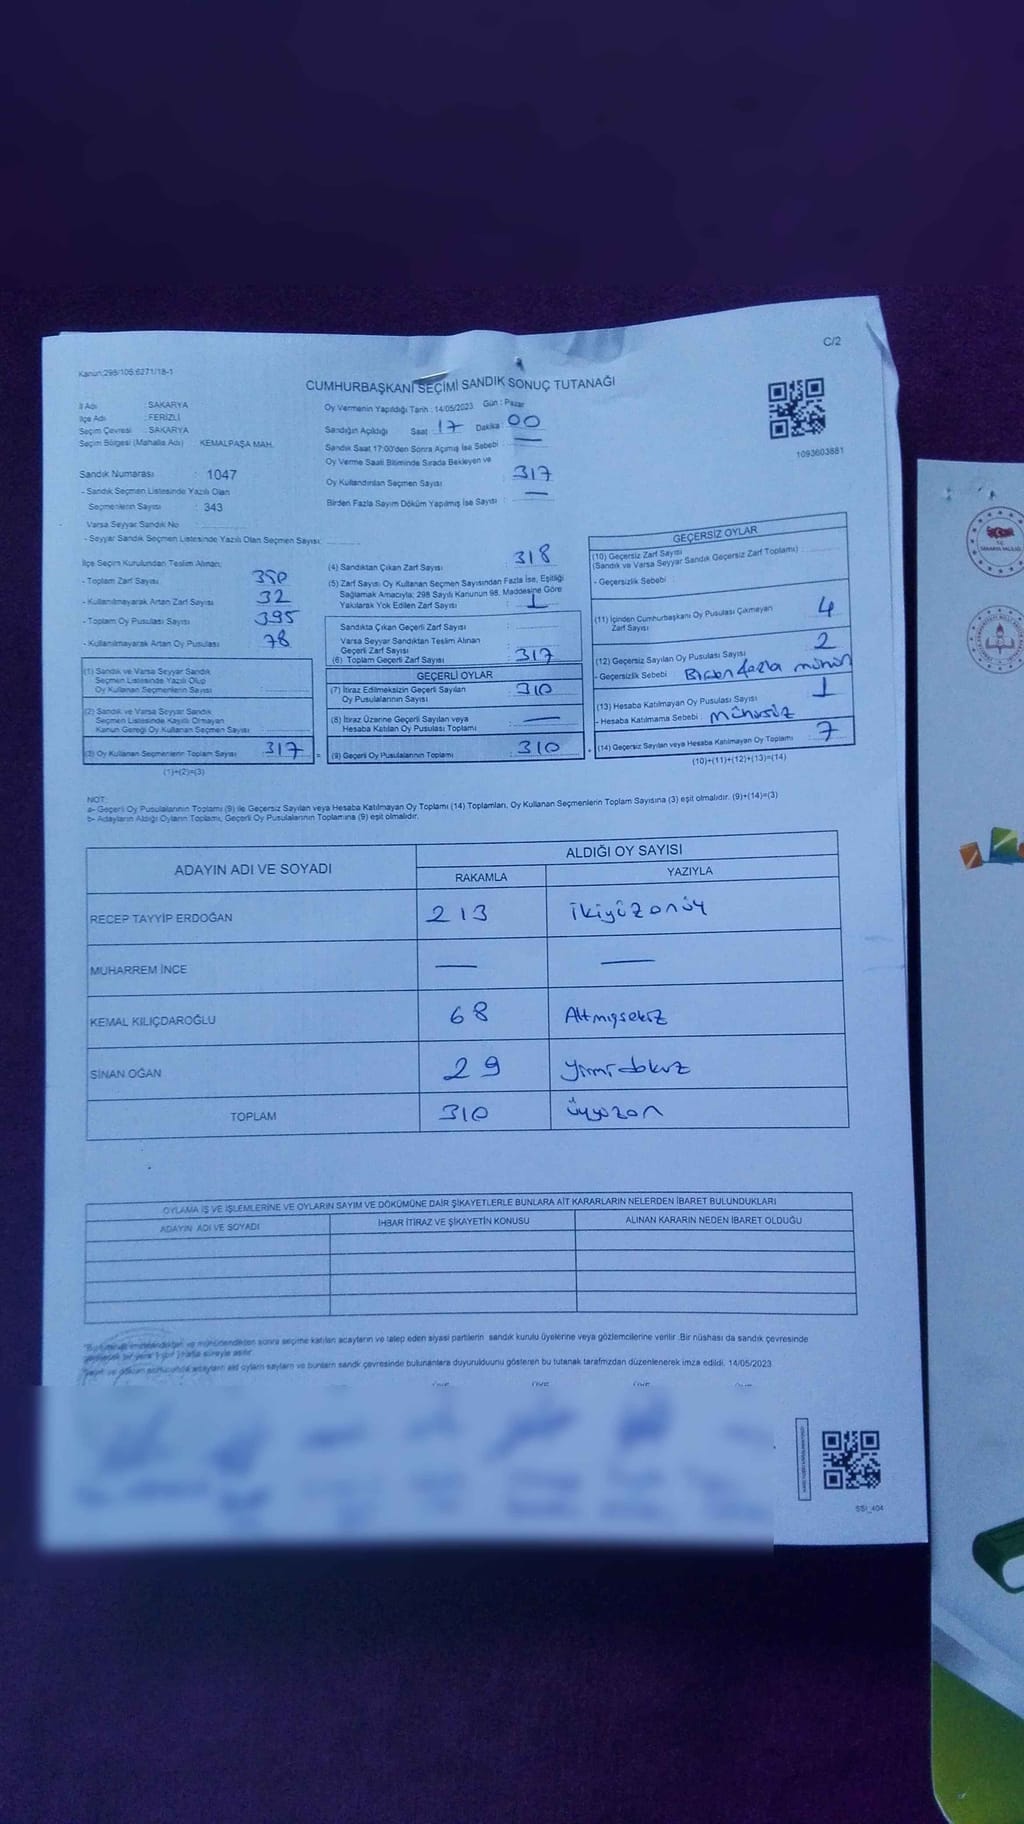 C/2
Kanun:298/105.6271/18-1
CUMHURBAŞKANI SEÇİMİ SANDIK SONUÇ TUTANAĞI
İl Adı : SAKARYA
İlçe Adı : FERİZLİ
Seçim Çevresi : SAKARYA
Seçim Bölgesi (Mahalle Adı) KEMALPAŞA MAH.
Sandık Numarası : 1047
- Sandık Seçmen Listesinde Yazılı Olan
Seçmenlerin Sayısı : 343
Varsa Seyyar Sandık No :
- Seyyar Sandık Seçmen Listesinde Yazılı Olan Seçmen Sayısı:
Oy Vermenin Yapıldığı Tarih : 14/05/2023 Gün : Pazar
Sandığın Açıldığı Saat 17 Dakika 00
Sandık Saat 17:00'den Sonra Açılmış İse Sebebi : —
Oy Verme Saati Bitiminde Sırada Bekleyen ve
Oy Kullandırılan Seçmen Sayısı : 317
Birden Fazla Sayım Döküm Yapılmış İse Sayısı : —
1093603881
İlçe Seçim Kurulundan Teslim Alınan;
- Toplam Zarf Sayısı : 350
- Kullanılmayarak Artan Zarf Sayısı : 32
- Toplam Oy Pusulası Sayısı : 395
- Kullanılmayarak Artan Oy Pusulası : 78
(1) Sandık ve Varsa Seyyar Sandık
Seçmen Listesinde Yazılı Olup
Oy Kullanan Seçmenlerin Sayısı :
(2) Sandık ve Varsa Seyyar Sandık
Seçmen Listesinde Kayıtlı Olmayan
Kanun Gereği Oy Kullanan Seçmen Sayısı :
(3) Oy Kullanan Seçmenlerin Toplam Sayısı : 317 =
(1)+(2)=(3)
(4) Sandıktan Çıkan Zarf Sayısı : 318
(5) Zarf Sayısı Oy Kullanan Seçmen Sayısından Fazla İse, Eşitliği
Sağlamak Amacıyla; 298 Sayılı Kanunun 98. Maddesine Göre
Yakılarak Yok Edilen Zarf Sayısı : 1
Sandıkta Çıkan Geçerli Zarf Sayısı :
Varsa Seyyar Sandıktan Teslim Alınan
Geçerli Zarf Sayısı :
(6) Toplam Geçerli Zarf Sayısı : 317
GEÇERLİ OYLAR
(7) İtiraz Edilmeksizin Geçerli Sayılan : 310
Oy Pusulalarının Sayısı
(8) İtiraz Üzerine Geçerli Sayılan veya : —
Hesaba Katılan Oy Pusulası Toplamı
(9) Geçerli Oy Pusulalarının Toplamı : 310 +
GEÇERSİZ OYLAR
(10) Geçersiz Zarf Sayısı
(Sandık ve Varsa Seyyar Sandık Geçersiz Zarf Toplamı) :
- Geçersizlik Sebebi :
(11) İçinden Cumhurbaşkanı Oy Pusulası Çıkmayan
Zarf Sayısı : 4
(12) Geçersiz Sayılan Oy Pusulası Sayısı : 2
- Geçersizlik Sebebi : Birden fazla mühür
(13) Hesaba Katılmayan Oy Pusulası Sayısı : 1
- Hesaba Katılmama Sebebi : Mühürsüz
(14) Geçersiz Sayılan veya Hesaba Katılmayan Oy Toplamı : 7
(10)+(11)+(12)+(13)=(14)
NOT:
a- Geçerli Oy Pusulalarının Toplamı (9) ile Geçersiz Sayılan veya Hesaba Katılmayan Oy Toplamı (14) Toplamları, Oy Kullanan Seçmenlerin Toplam Sayısına (3) eşit olmalıdır. (9)+(14)=(3)
b- Adayların Aldığı Oyların Toplamı, Geçerli Oy Pusulalarının Toplamına (9) eşit olmalıdır.
ADAYIN ADI VE SOYADI ALDIĞI OY SAYISI
RAKAMLA YAZIYLA
RECEP TAYYİP ERDOĞAN 213 ikiyüzonüç
MUHARREM İNCE — —
KEMAL KILIÇDAROĞLU 68 Altmışsekiz
SİNAN OĞAN 29 Yirmidokuz
TOPLAM 310 Üçyüzon
OYLAMA İŞ VE İŞLEMLERİNE VE OYLARIN SAYIM VE DÖKÜMÜNE DAİR ŞİKAYETLERLE BUNLARA AİT KARARLARIN NELERDEN İBARET BULUNDUKLARI
ADAYIN ADI VE SOYADI İHBAR İTİRAZ VE ŞİKAYETİN KONUSU ALINAN KARARIN NEDEN İBARET OLDUĞU
sonra seçime katılan adayların ve talep eden siyasi partilerin sandık kurulu üyelerine veya gözlemcilerine verilir .Bir nüshası da sandık çevresinde
süreyle asılır.
oyların sayıların ve bunların sandık çevresinde bulunanlara duyurulduğunu gösteren bu tutanak tarafımızdan düzenlenerek imza edildi. 14/05/2023
SSI_404